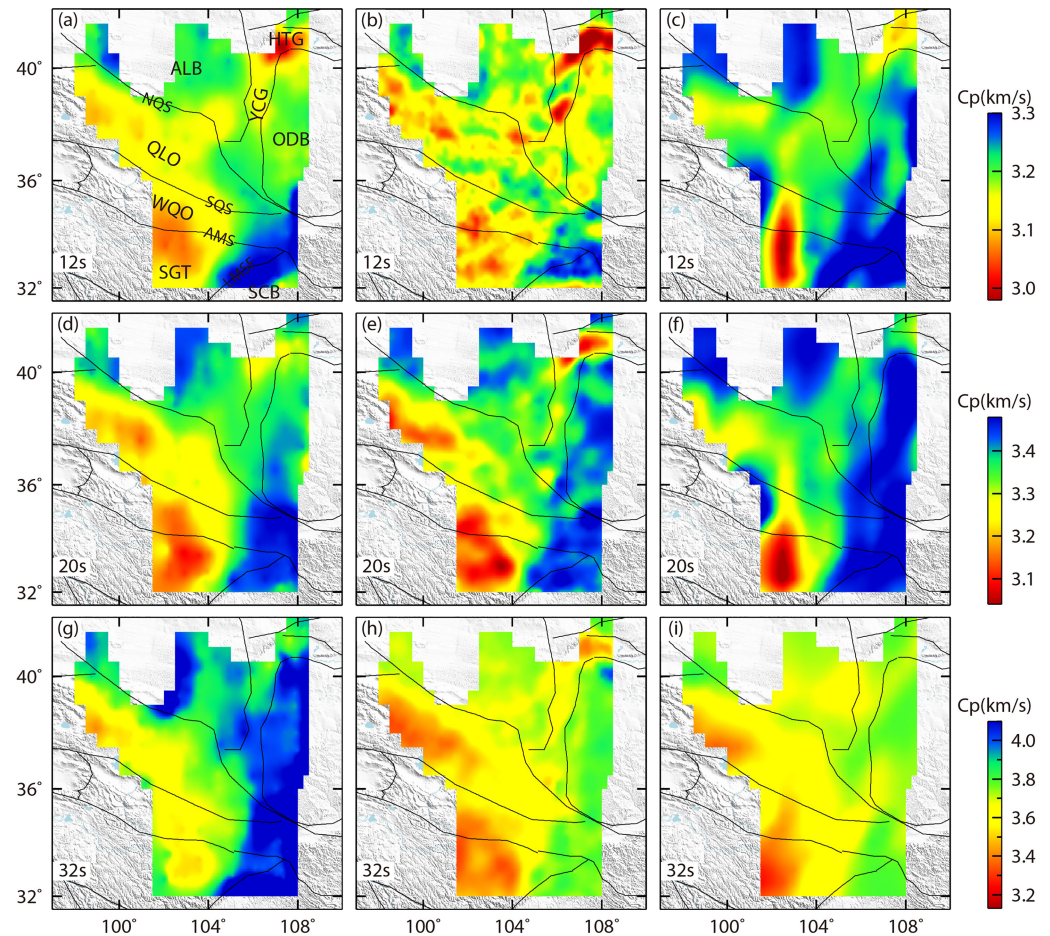 (a) (b) (c)
HTG
ALB
40°
NQS
YCG
Cp(km/s)
3.3
ODB
QLO
3.2
36°
WQO
SQS
3.1
AMS
12s 12s 12s
SGT
LMSF
3.0
SCB
32°
(d) (e) (f)
40°
Cp(km/s)
3.4
36°
3.3
3.2
20s 20s 20s
3.1
32°
(g) (h) (i)
40°
Cp(km/s)
4.0
3.8
36°
3.6
3.4
32s 32s 32s
3.2
32°
100° 104° 108° 100° 104° 108° 100° 104° 108°